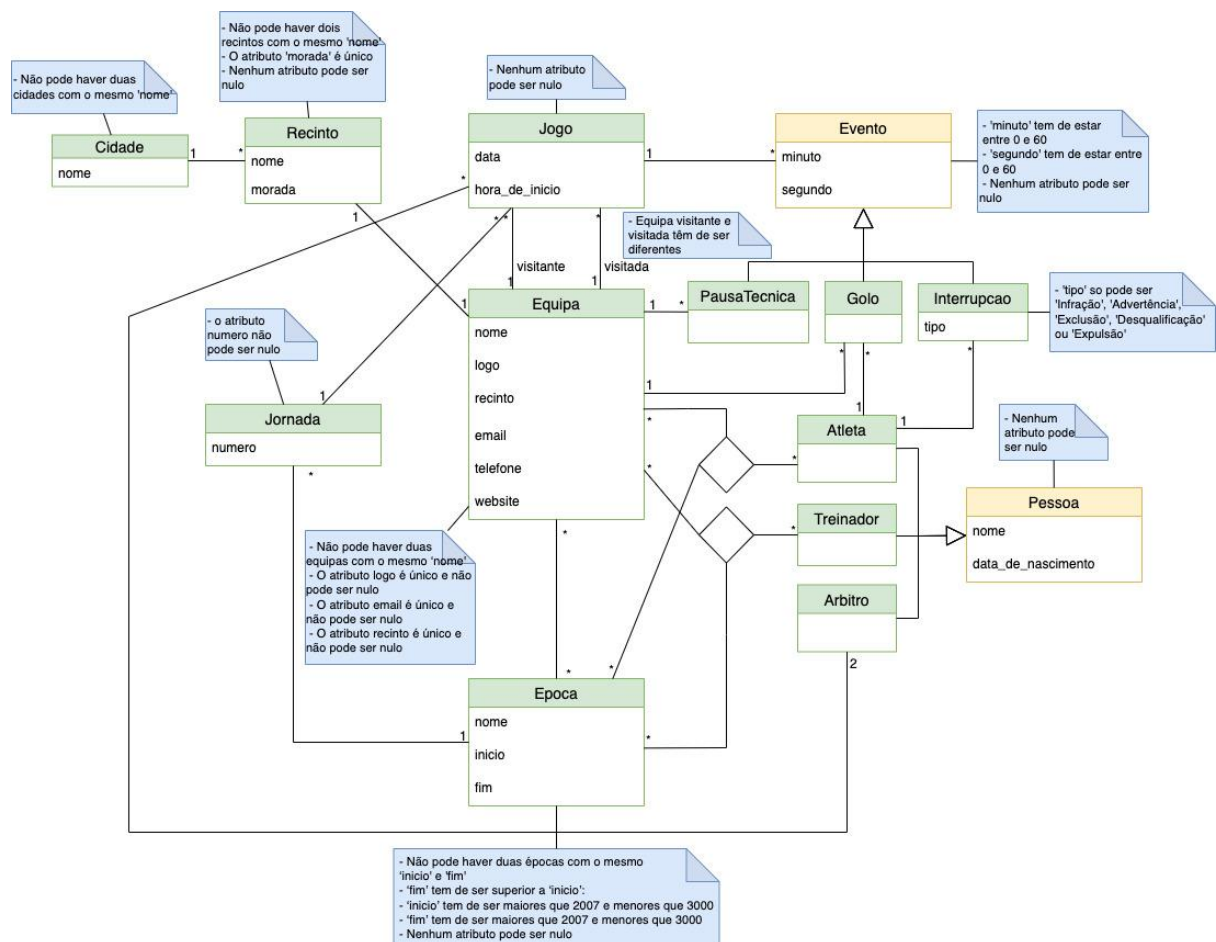 - Não pode haver duas
cidades com o mesmo 'nome'
Cidade
nome
1
*
- Não pode haver dois
recintos com o mesmo 'nome'
- O atributo 'morada' é único
- Nenhum atributo pode ser
nulo
Recinto
nome
morada
1
- Nenhum atributo
pode ser nulo
Jogo
data
hora_de_inicio
1
*
*
*
*
*
Evento
minuto
segundo
- 'minuto' tem de estar
entre 0 e 60
- 'segundo' tem de estar entre
0 e 60
- Nenhum atributo pode ser
nulo
- Equipa visitante e
visitada têm de ser
diferentes
visitante
visitada
1
1
1
Equipa
nome
logo
recinto
email
telefone
website
1
*
1
*
*
*
PausaTecnica
Golo
*
*
Interrupcao
tipo
*
- 'tipo' so pode ser
'Infração', 'Advertência',
'Exclusão', 'Desqualificação'
ou 'Expulsão'
- o atributo
numero não
pode ser nulo
1
Jornada
numero
*
1
1
Atleta
*
- Nenhum
atributo pode
ser nulo
Pessoa
nome
data_de_nascimento
Treinador
*
Arbitro
2
- Não pode haver duas
equipas com o mesmo 'nome'
- O atributo logo é único e não
pode ser nulo
- O atributo email é único e
não pode ser nulo
- O atributo recinto é único e
não pode ser nulo
*
*
Epoca
nome
inicio
fim
1
*
- Não pode haver duas épocas com o mesmo
'inicio' e 'fim'
- 'fim' tem de ser superior a 'inicio':
- 'inicio' tem de ser maiores que 2007 e menores que 3000
- 'fim' tem de ser maiores que 2007 e menores que 3000
- Nenhum atributo pode ser nulo